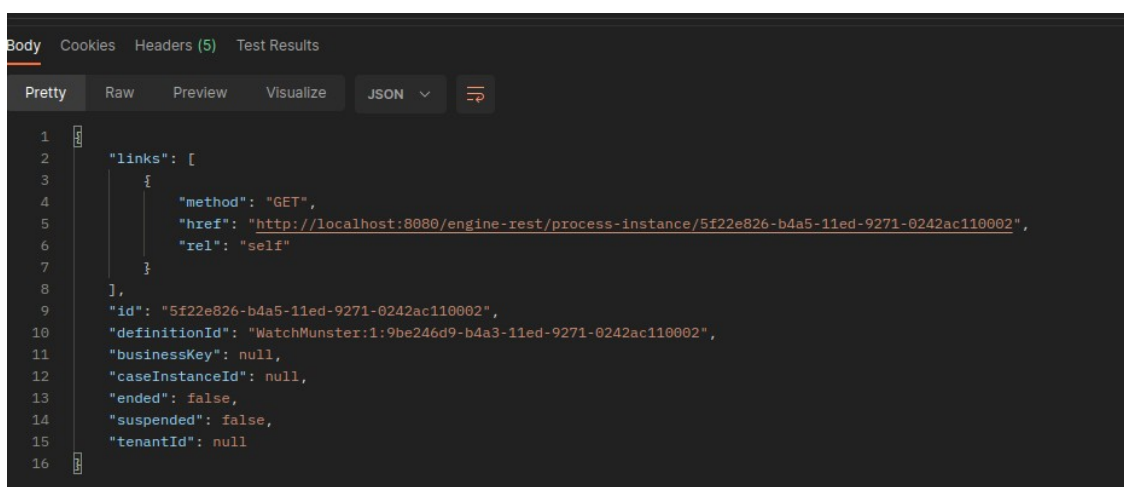 Body Cookies Headers (5) Test Results
Pretty Raw Preview Visualize JSON
1 {
2 "links": [
3 {
4 "method": "GET",
5 "href": "http://localhost:8080/engine-rest/process-instance/5f22e826-b4a5-11ed-9271-0242ac110002",
6 "rel": "self"
7 }
8 ],
9 "id": "5f22e826-b4a5-11ed-9271-0242ac110002",
10 "definitionId": "WatchMunster:1:9be246d9-b4a3-11ed-9271-0242ac110002",
11 "businessKey": null,
12 "caseInstanceId": null,
13 "ended": false,
14 "suspended": false,
15 "tenantId": null
16 }